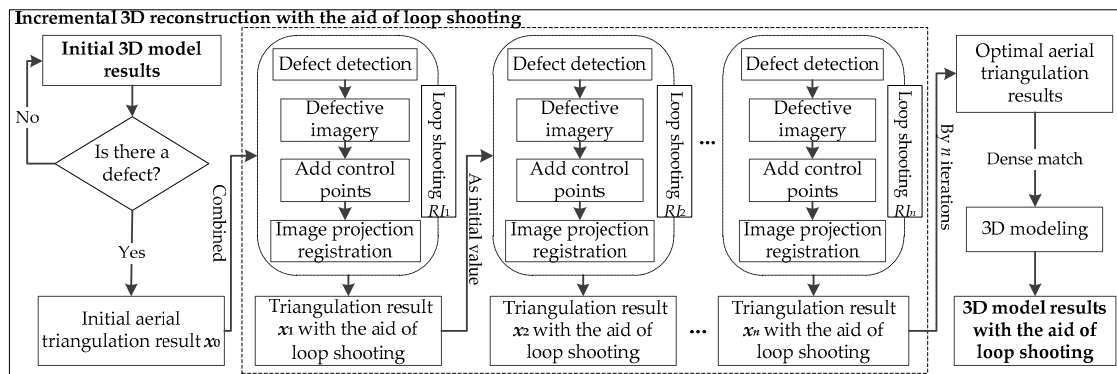 Incremental 3D reconstruction with the aid of loop shooting
Initial 3D model
results
No
Is there a
defect?
Yes
Initial aerial
triangulation result x0
Combined
Defect detection
Defective
imagery
Add control
points
Image projection
registration
Loop shooting
RI1
Triangulation result
x1 with the aid of
loop shooting
As initial value
Defect detection
Defective
imagery
Add control
points
Image projection
registration
Loop shooting
RI2
Triangulation result
x2 with the aid of
loop shooting
...
...
Defect detection
Defective
imagery
Add control
points
Image projection
registration
Loop shooting
RIn
Triangulation result
xn with the aid of
loop shooting
By n iterations
Optimal aerial
triangulation
results
Dense match
3D modeling
3D model results
with the aid of
loop shooting